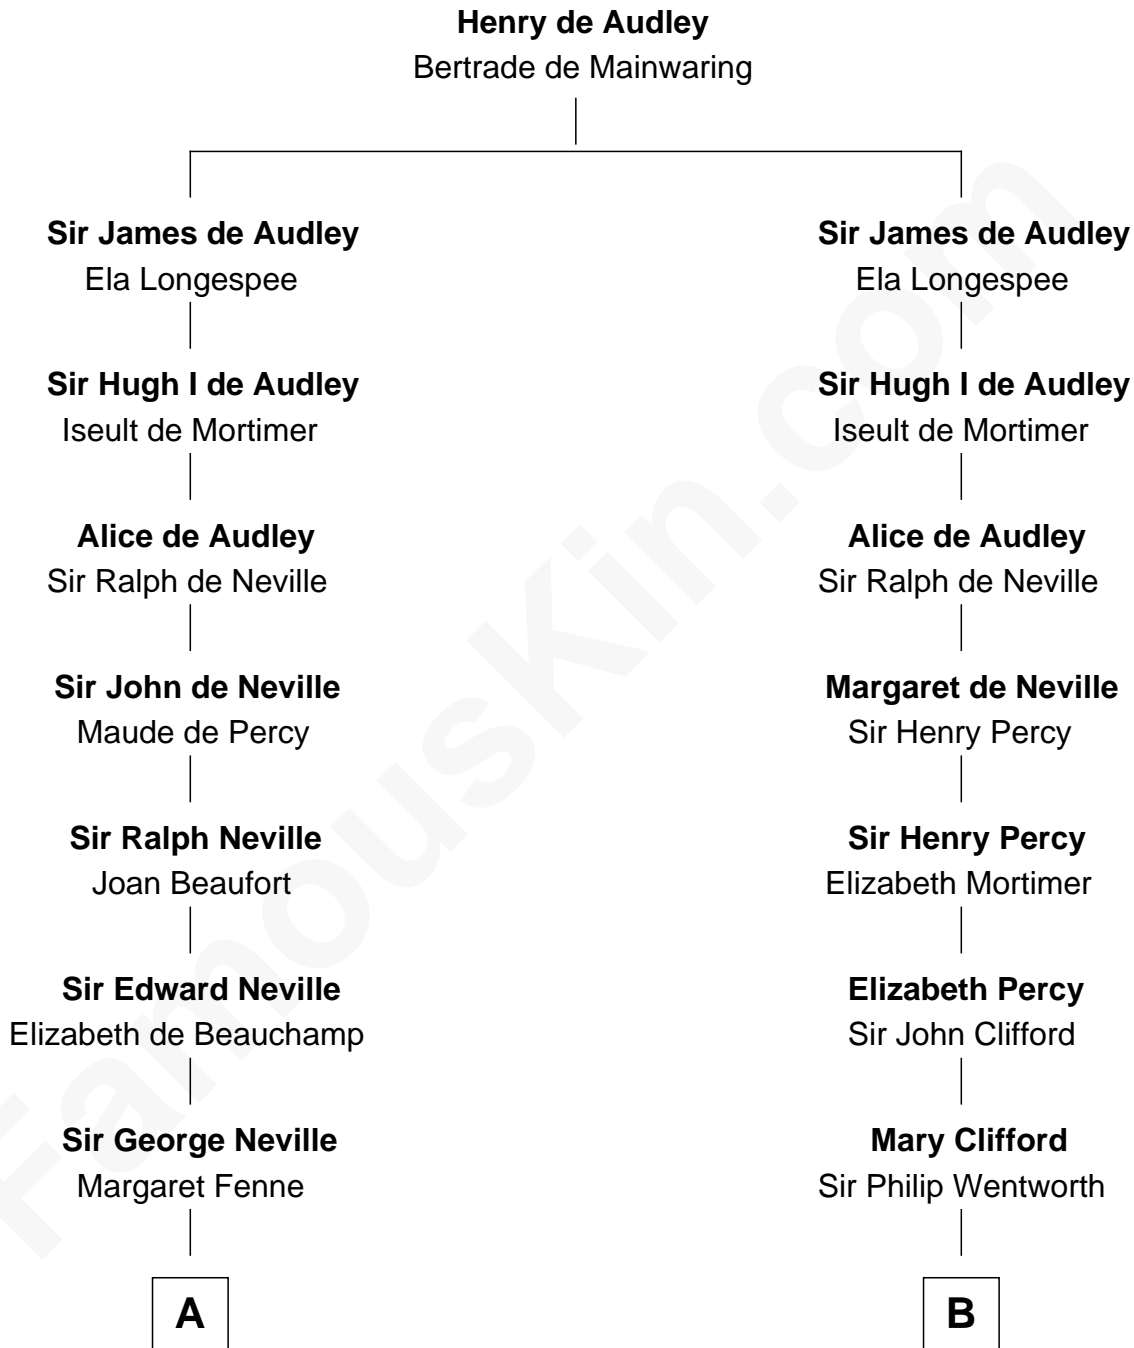 Henry de Audley
Bertrade de Mainwaring
Sir James de Audley
Ela Longespee
Sir Hugh I de Audley
Iseult de Mortimer
Alice de Audley
Sir Ralph de Neville
Sir John de Neville
Maude de Percy
Sir Ralph Neville
Joan Beaufort
Sir Edward Neville
Elizabeth de Beauchamp
Sir George Neville
Margaret Fenne
A
Sir James de Audley
Ela Longespee
Sir Hugh I de Audley
Iseult de Mortimer
Alice de Audley
Sir Ralph de Neville
Margaret de Neville
Sir Henry Percy
Sir Henry Percy
Elizabeth Mortimer
Elizabeth Percy
Sir John Clifford
Mary Clifford
Sir Philip Wentworth
B
FamousKin.com